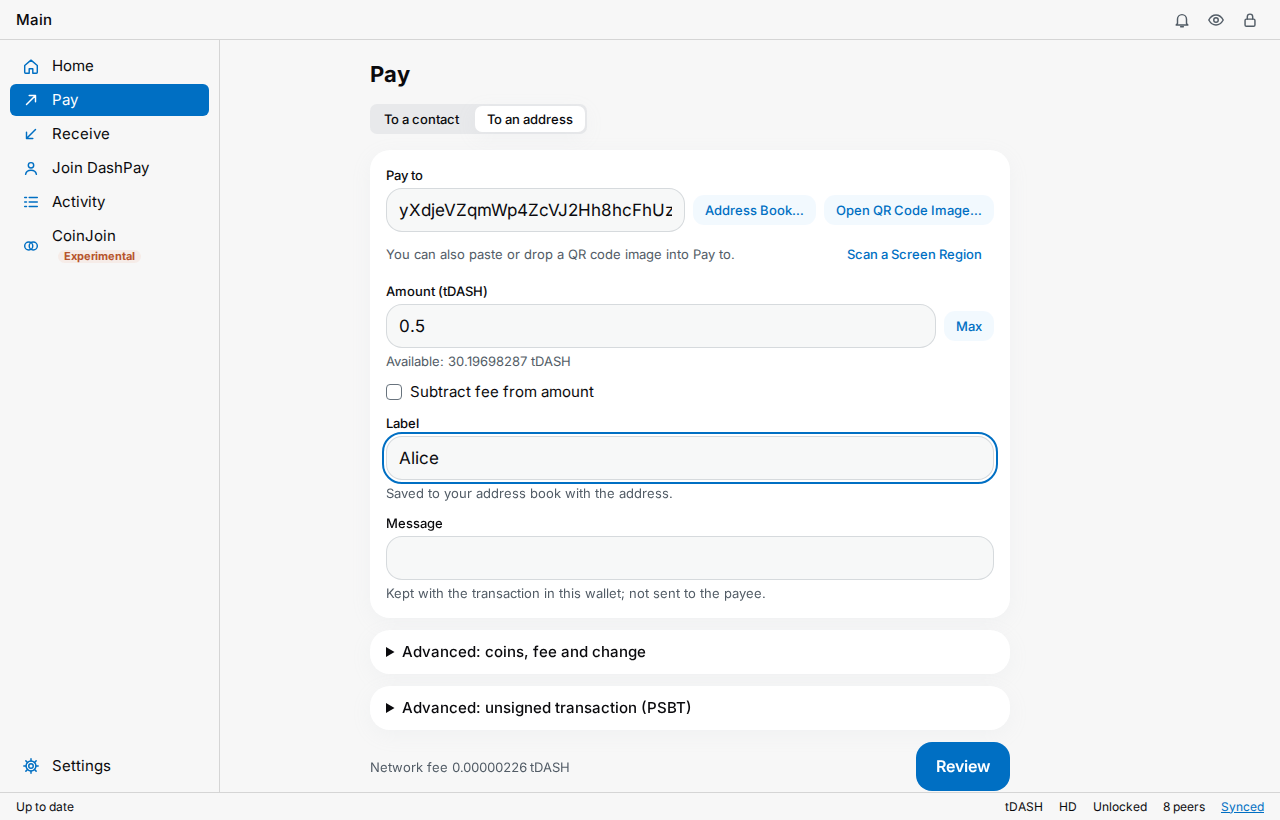 Main
Home
Pay
Receive
Join DashPay
Activity
CoinJoin
Experimental
Settings
Pay
To a contact
To an address
Pay to
yXdjeVZqmWp4ZcVJ2Hh8hcFhUz
Address Book...
Open QR Code Image...
You can also paste or drop a QR code image into Pay to.
Scan a Screen Region
Amount (tDASH)
0.5
Max
Available: 30.19698287 tDASH
Subtract fee from amount
Label
Alice
Saved to your address book with the address.
Message
Kept with the transaction in this wallet; not sent to the payee.
Advanced: coins, fee and change
Advanced: unsigned transaction (PSBT)
Network fee 0.00000226 tDASH
Review
Up to date
tDASH
HD
Unlocked
8 peers
Synced